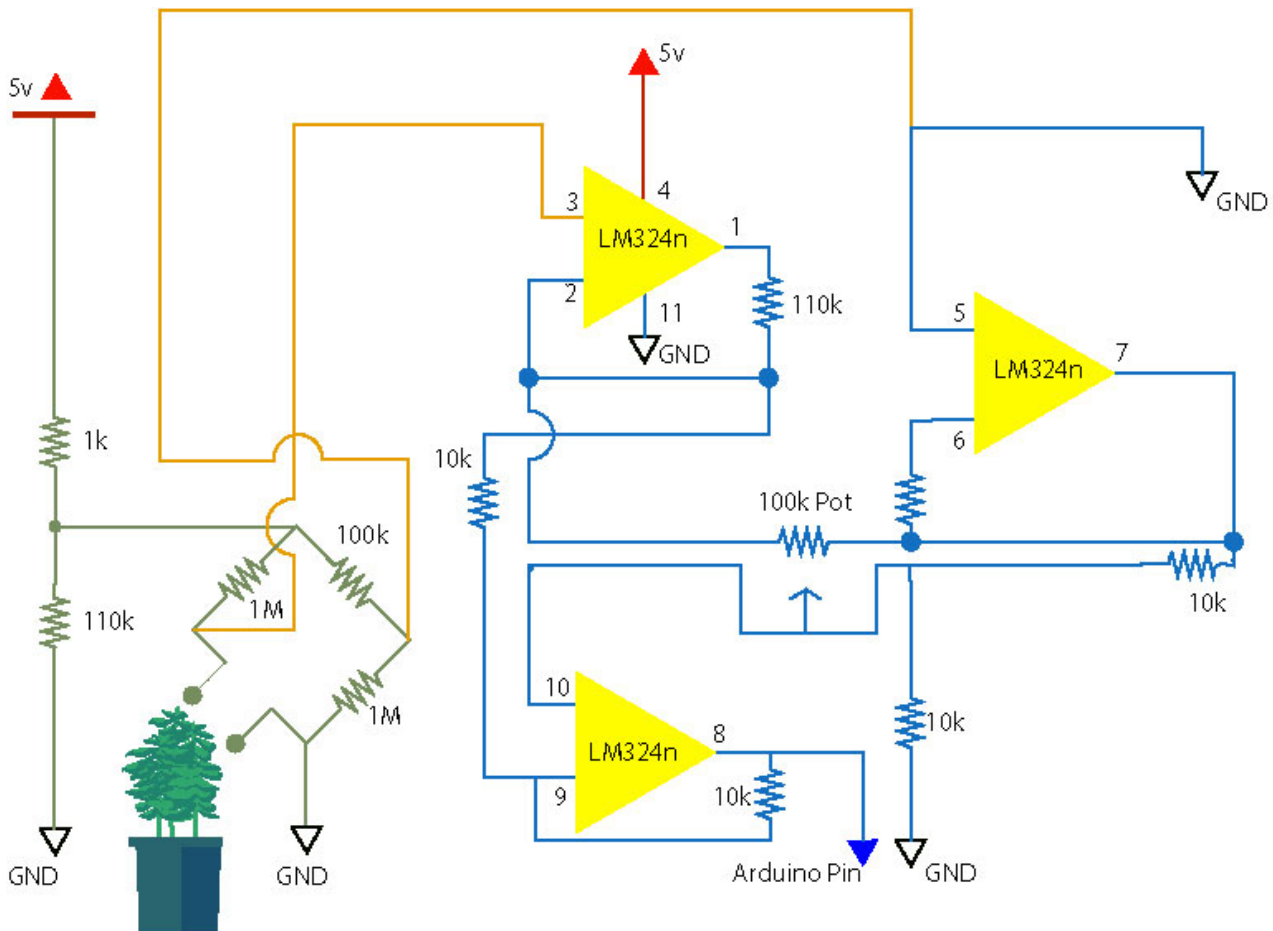 5v
5v
3
4
LM324n
1
GND
2
11
GND
110k
5
7
LM324n
6
1k
10k
100k Pot
100k
1M
110k
10k
10
1M
LM324n
8
10k
9
10k
GND
GND
Arduino Pin
GND